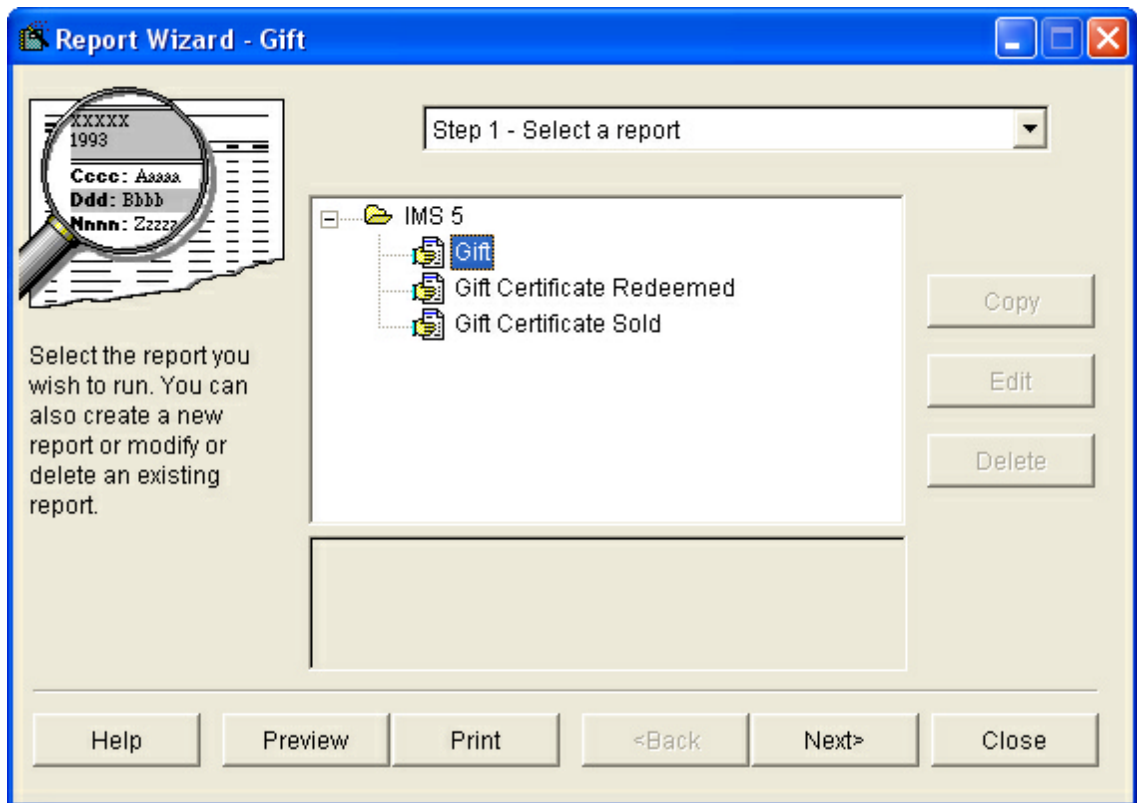 Report Wizard - Gift
XXXXX
1993
Cccc: Aaaaa
Ddd: Bbbb
Nnnn: Zzzzz
Step 1 - Select a report
IMS 5
Gift
Gift Certificate Redeemed
Gift Certificate Sold
Select the report you
wish to run. You can
also create a new
report or modify or
delete an existing
report.
Copy
Edit
Delete
Help
Preview
Print
<Back
Next>
Close